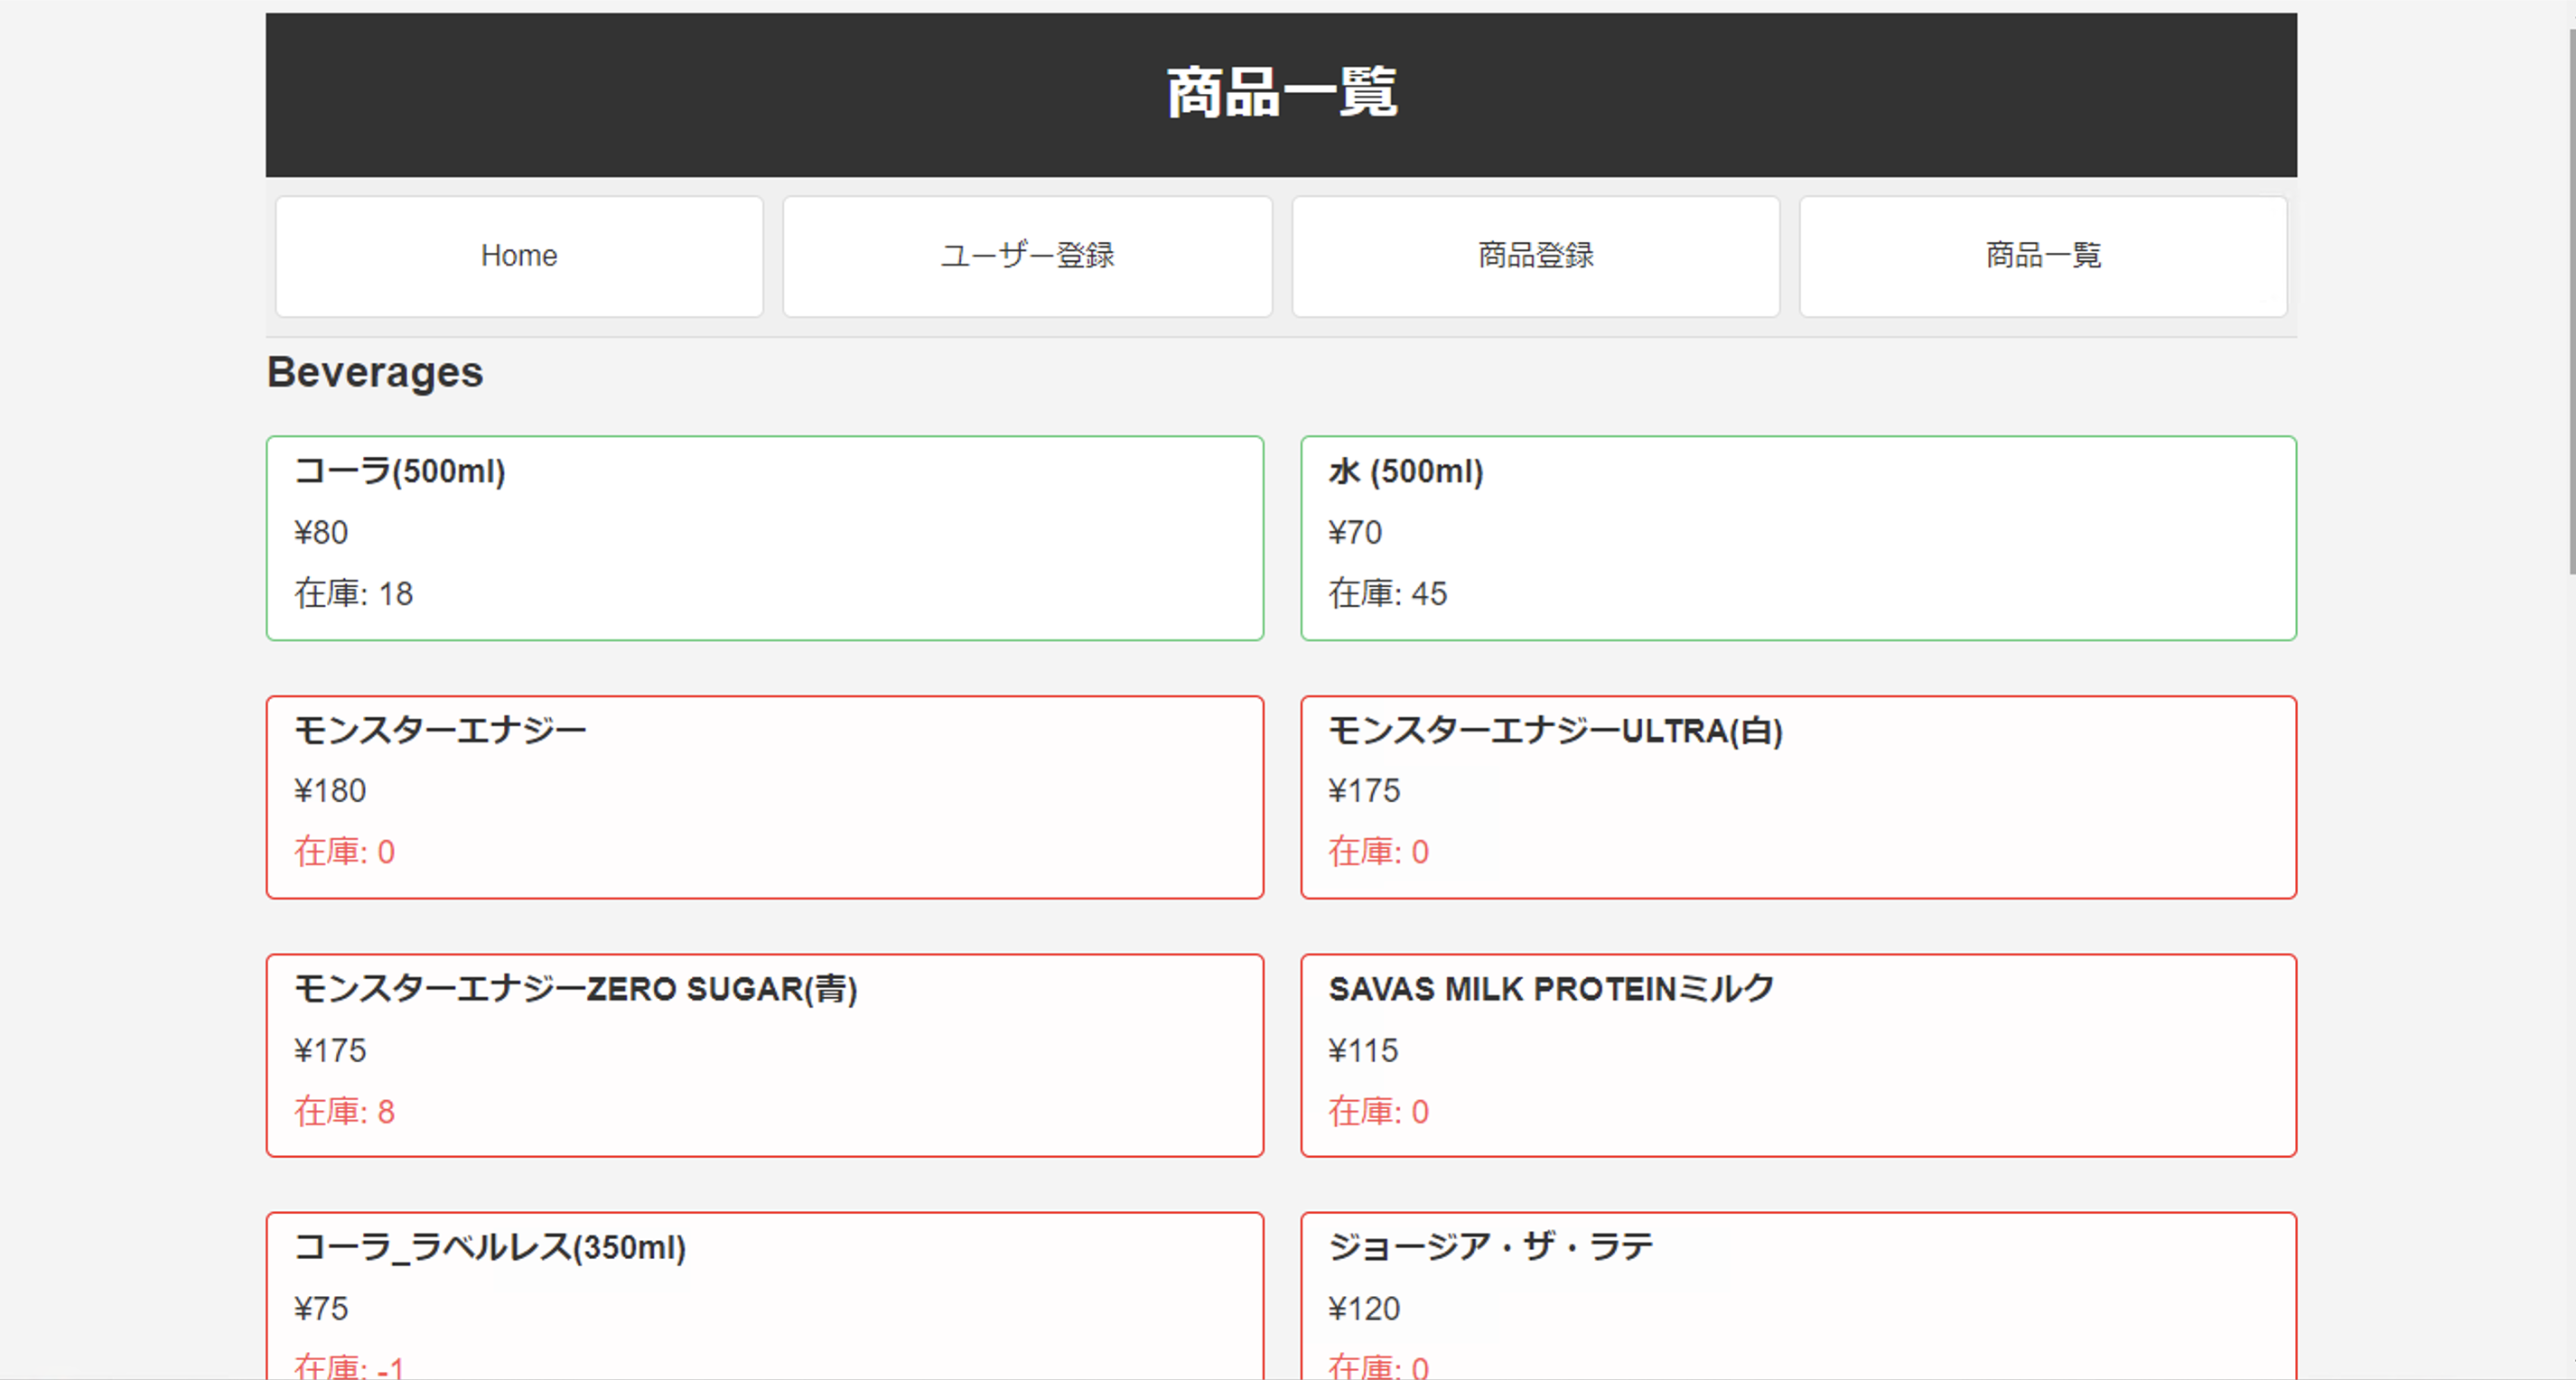 商品一覧
Home
ユーザー登録
商品登録
商品一覧
Beverages
コーラ(500ml)
¥80
在庫: 18
水 (500ml)
¥70
在庫: 45
モンスターエナジー
¥180
在庫: 0
モンスターエナジーULTRA(白)
¥175
在庫: 0
モンスターエナジーZERO SUGAR(青)
¥175
在庫: 8
SAVAS MILK PROTEINミルク
¥115
在庫: 0
コーラ_ラベルレス(350ml)
¥75
在庫: -1
ジョージア・ザ・ラテ
¥120
在庫: 0